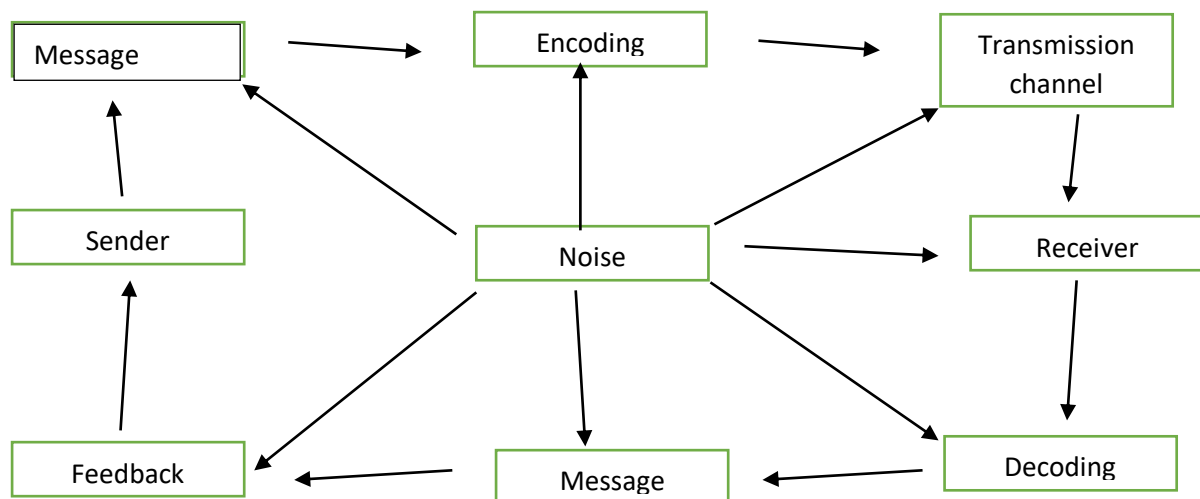 Message
Encoding
Transmission
channel
Sender
Noise
Receiver
Feedback
Message
Decoding